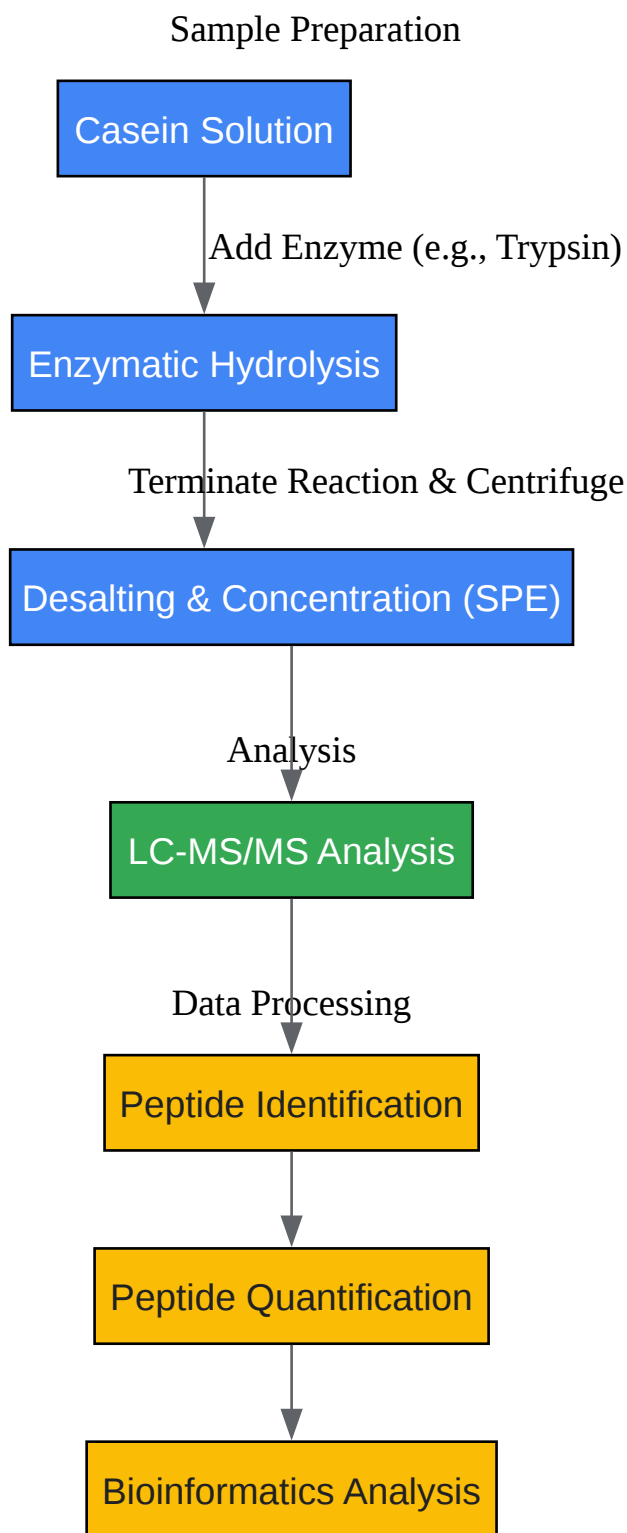 Sample Preparation
Casein Solution
Add Enzyme (e.g., Trypsin)
Enzymatic Hydrolysis
Terminate Reaction & Centrifuge
Desalting & Concentration (SPE)
Analysis
LC-MS/MS Analysis
Data Processing
Peptide Identification
Peptide Quantification
Bioinformatics Analysis